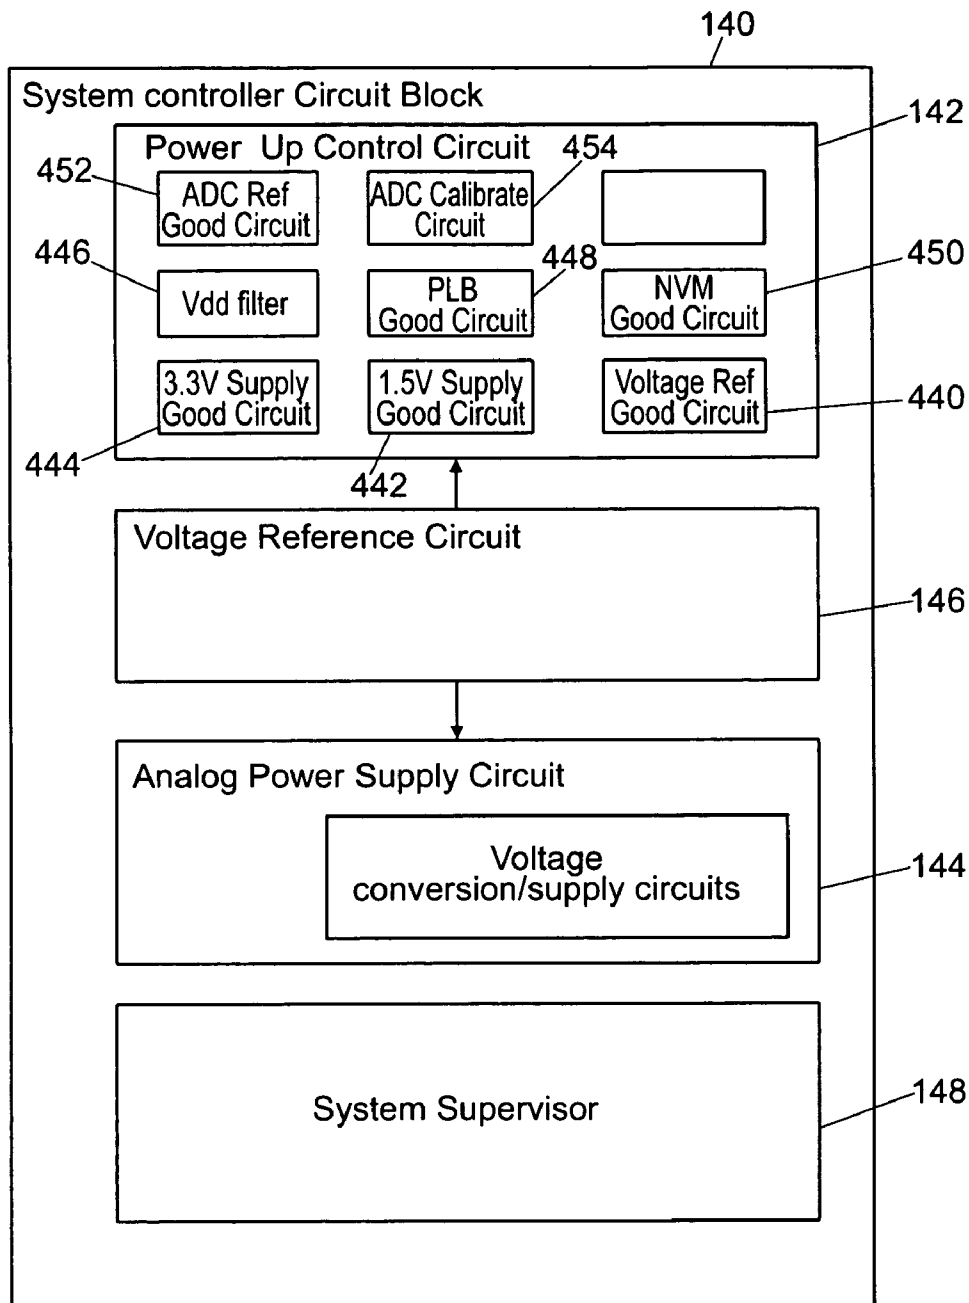 140
System controller Circuit Block
142
Power Up Control Circuit
452
454
ADC Ref
Good Circuit
ADC Calibrate
Circuit
446
448
450
Vdd filter
PLB
Good Circuit
NVM
Good Circuit
3.3V Supply
Good Circuit
1.5V Supply
Good Circuit
Voltage Ref
Good Circuit
440
444
442
Voltage Reference Circuit
146
Analog Power Supply Circuit
Voltage
conversion/supply circuits
144
System Supervisor
148